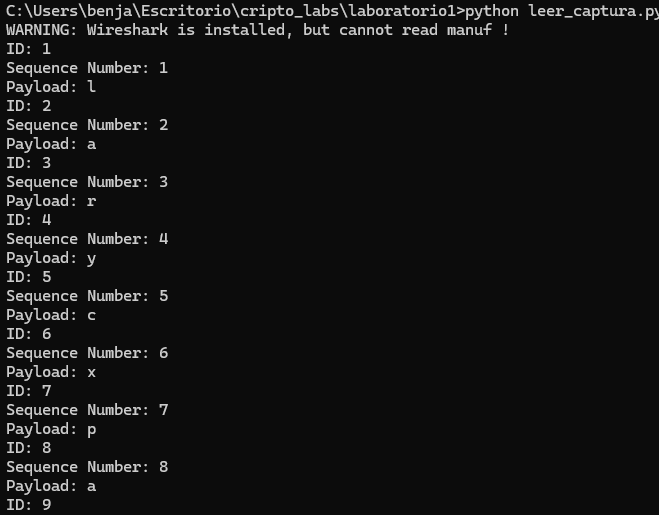 C:\Users\benja\Escritorio\cripto_labs\laboratorio1>python leer_captura.py
WARNING: Wireshark is installed, but cannot read manuf !
ID: 1
Sequence Number: 1
Payload: l
ID: 2
Sequence Number: 2
Payload: a
ID: 3
Sequence Number: 3
Payload: r
ID: 4
Sequence Number: 4
Payload: y
ID: 5
Sequence Number: 5
Payload: c
ID: 6
Sequence Number: 6
Payload: x
ID: 7
Sequence Number: 7
Payload: p
ID: 8
Sequence Number: 8
Payload: a
ID: 9